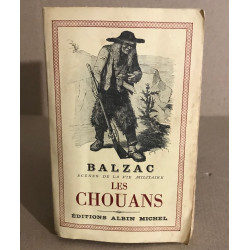 BALZAC
SCÈNES DE LA VIE MILITAIRE
LES
CHOUANS
ÉDITIONS ALBIN MICHEL